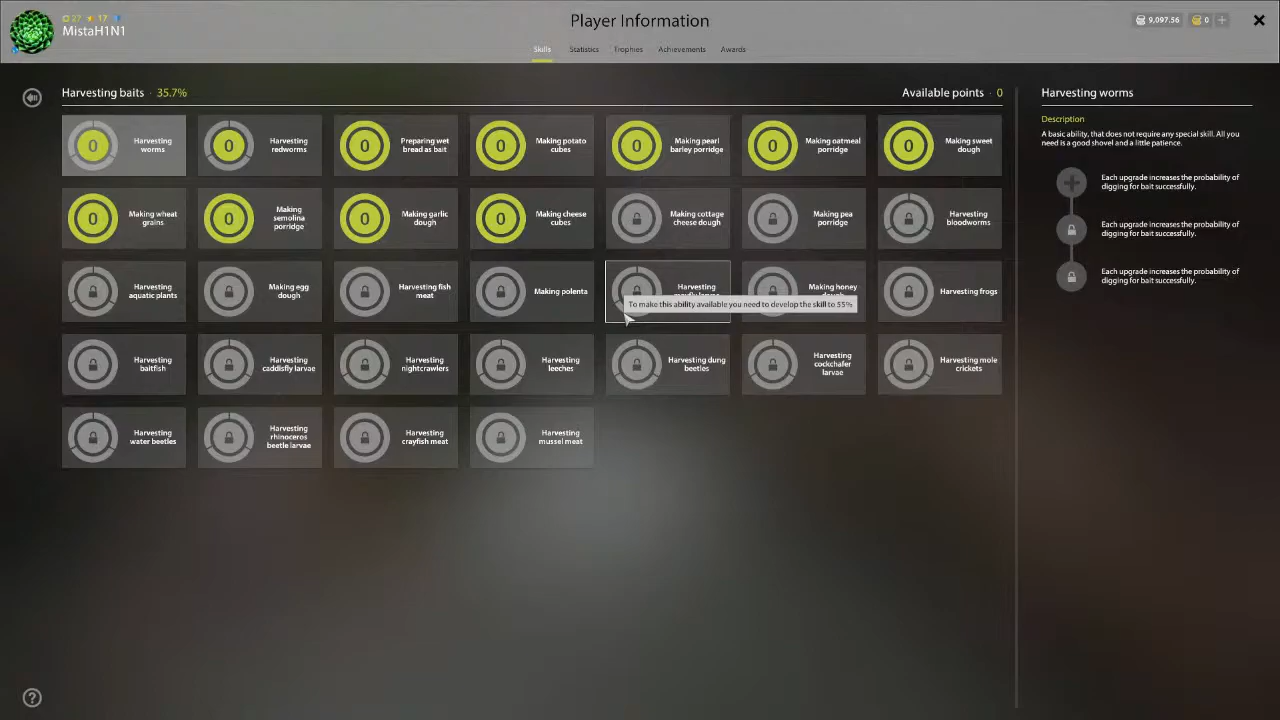 27 17
MistaH1N1
Player Information
9,097.56 0 +
Skills Statistics Trophies Achievements Awards
Harvesting baits · 35.7%
Available points · 0
0 Harvesting
worms
0 Harvesting
redworms
0 Preparing wet
bread as bait
0 Making potato
cubes
0 Making pearl
barley porridge
0 Making oatmeal
porridge
0 Making sweet
dough
0 Making wheat
grains
0 Making
semolina
porridge
0 Making garlic
dough
0 Making cheese
cubes
Making cottage
cheese dough
Making pea
porridge
Harvesting
bloodworms
Harvesting
aquatic plants
Making egg
dough
Harvesting fish
meat
Making polenta
Harvesting
Making honey
Harvesting frogs
To make this ability available you need to develop the skill to 55%
Harvesting
baitfish
Harvesting
caddisfly larvae
Harvesting
nightcrawlers
Harvesting
leeches
Harvesting dung
beetles
Harvesting
cockchafer
larvae
Harvesting mole
crickets
Harvesting
water beetles
Harvesting
rhinoceros
beetle larvae
Harvesting
crayfish meat
Harvesting
mussel meat
Harvesting worms
Description
A basic ability, that does not require any special skill. All you
need is a good shovel and a little patience.
Each upgrade increases the probability of
digging for bait successfully.
Each upgrade increases the probability of
digging for bait successfully.
Each upgrade increases the probability of
digging for bait successfully.
?